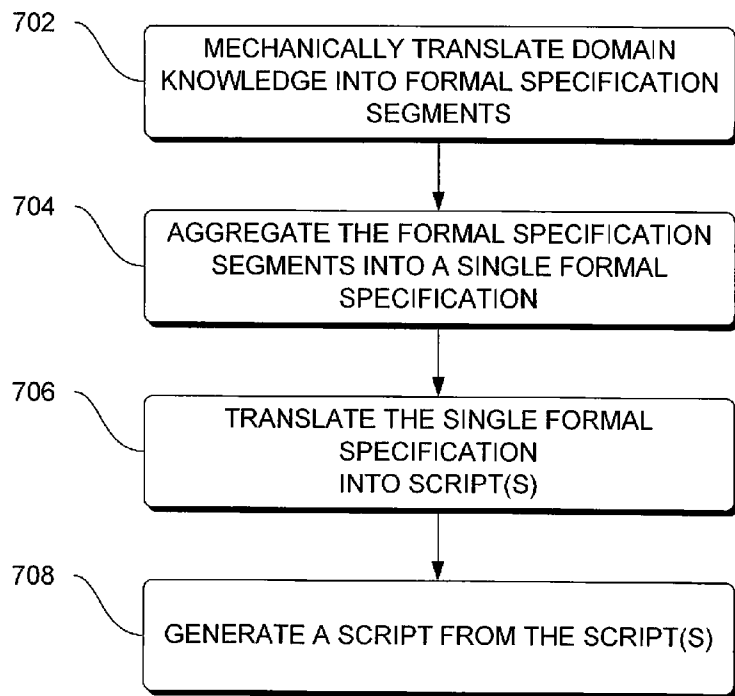 702
MECHANICALLY TRANSLATE DOMAIN
KNOWLEDGE INTO FORMAL SPECIFICATION
SEGMENTS
704
AGGREGATE THE FORMAL SPECIFICATION
SEGMENTS INTO A SINGLE FORMAL
SPECIFICATION
706
TRANSLATE THE SINGLE FORMAL
SPECIFICATION
INTO SCRIPT(S)
708
GENERATE A SCRIPT FROM THE SCRIPT(S)